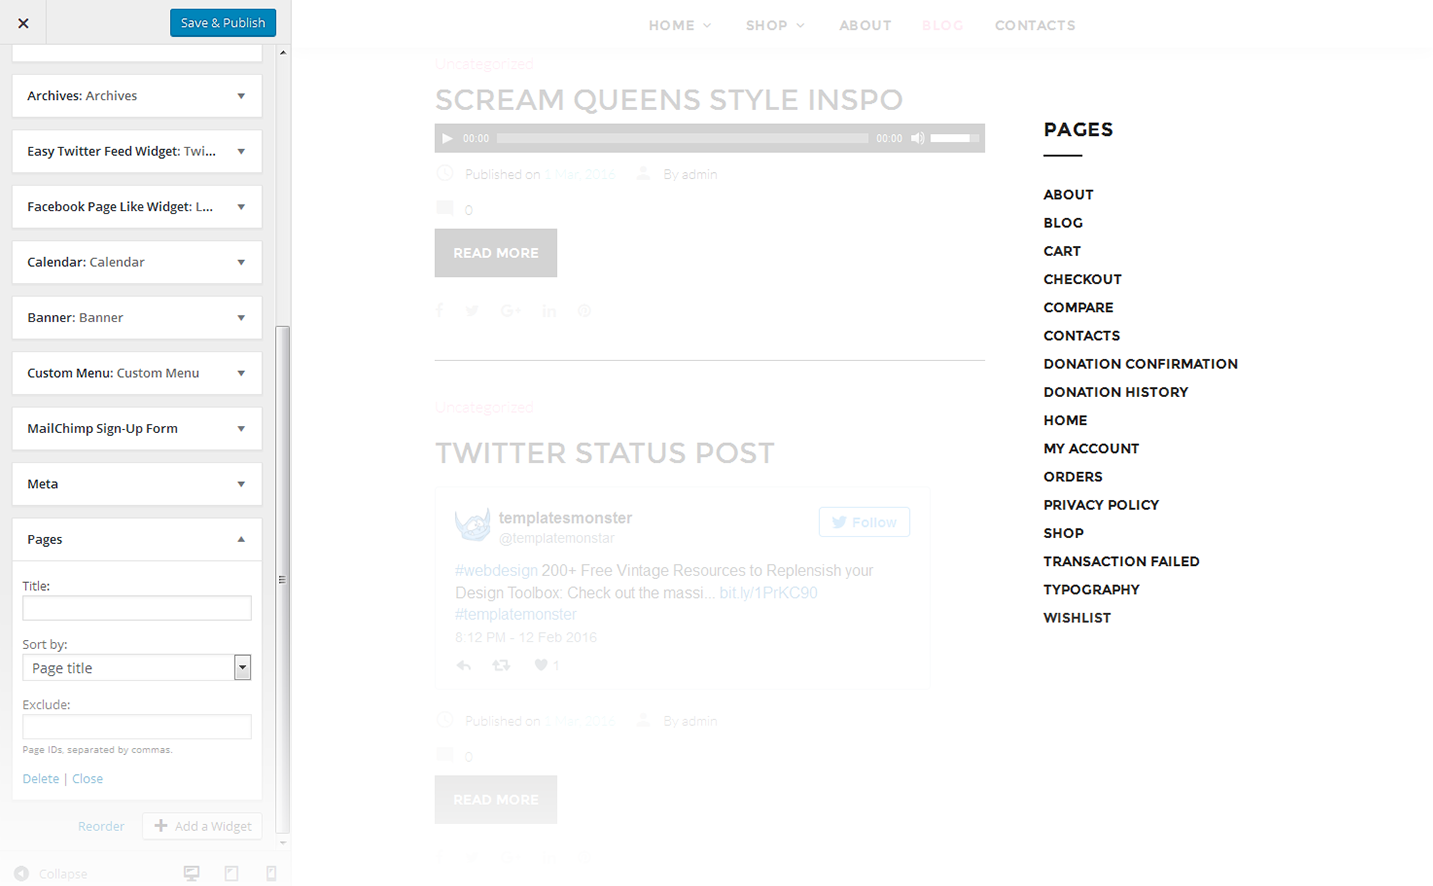 Save & Publish
Archives: Archives
Easy Twitter Feed Widget: Twi...
Facebook Page Like Widget: L...
Calendar: Calendar
Banner: Banner
Custom Menu: Custom Menu
MailChimp Sign-Up Form
Meta
Pages
Title:
Sort by:
Page title
Exclude:
Page IDs, separated by commas.
Delete | Close
Reorder
Add a Widget
Collapse
HOME SHOP ABOUT BLOG CONTACTS
Uncategorized
SCREAM QUEENS STYLE INSPO
00:00 00:00
Published on 1 Mar, 2016 By admin
0
READ MORE
Uncategorized
TWITTER STATUS POST
templatesmonster
@templatemonstar
Follow
#webdesign 200+ Free Vintage Resources to Replensish your
Design Toolbox: Check out the massi... bit.ly/1PrKC90
#templatemonster
8:12 PM - 12 Feb 2016
1
Published on 1 Mar, 2016 By admin
0
READ MORE
PAGES
ABOUT
BLOG
CART
CHECKOUT
COMPARE
CONTACTS
DONATION CONFIRMATION
DONATION HISTORY
HOME
MY ACCOUNT
ORDERS
PRIVACY POLICY
SHOP
TRANSACTION FAILED
TYPOGRAPHY
WISHLIST